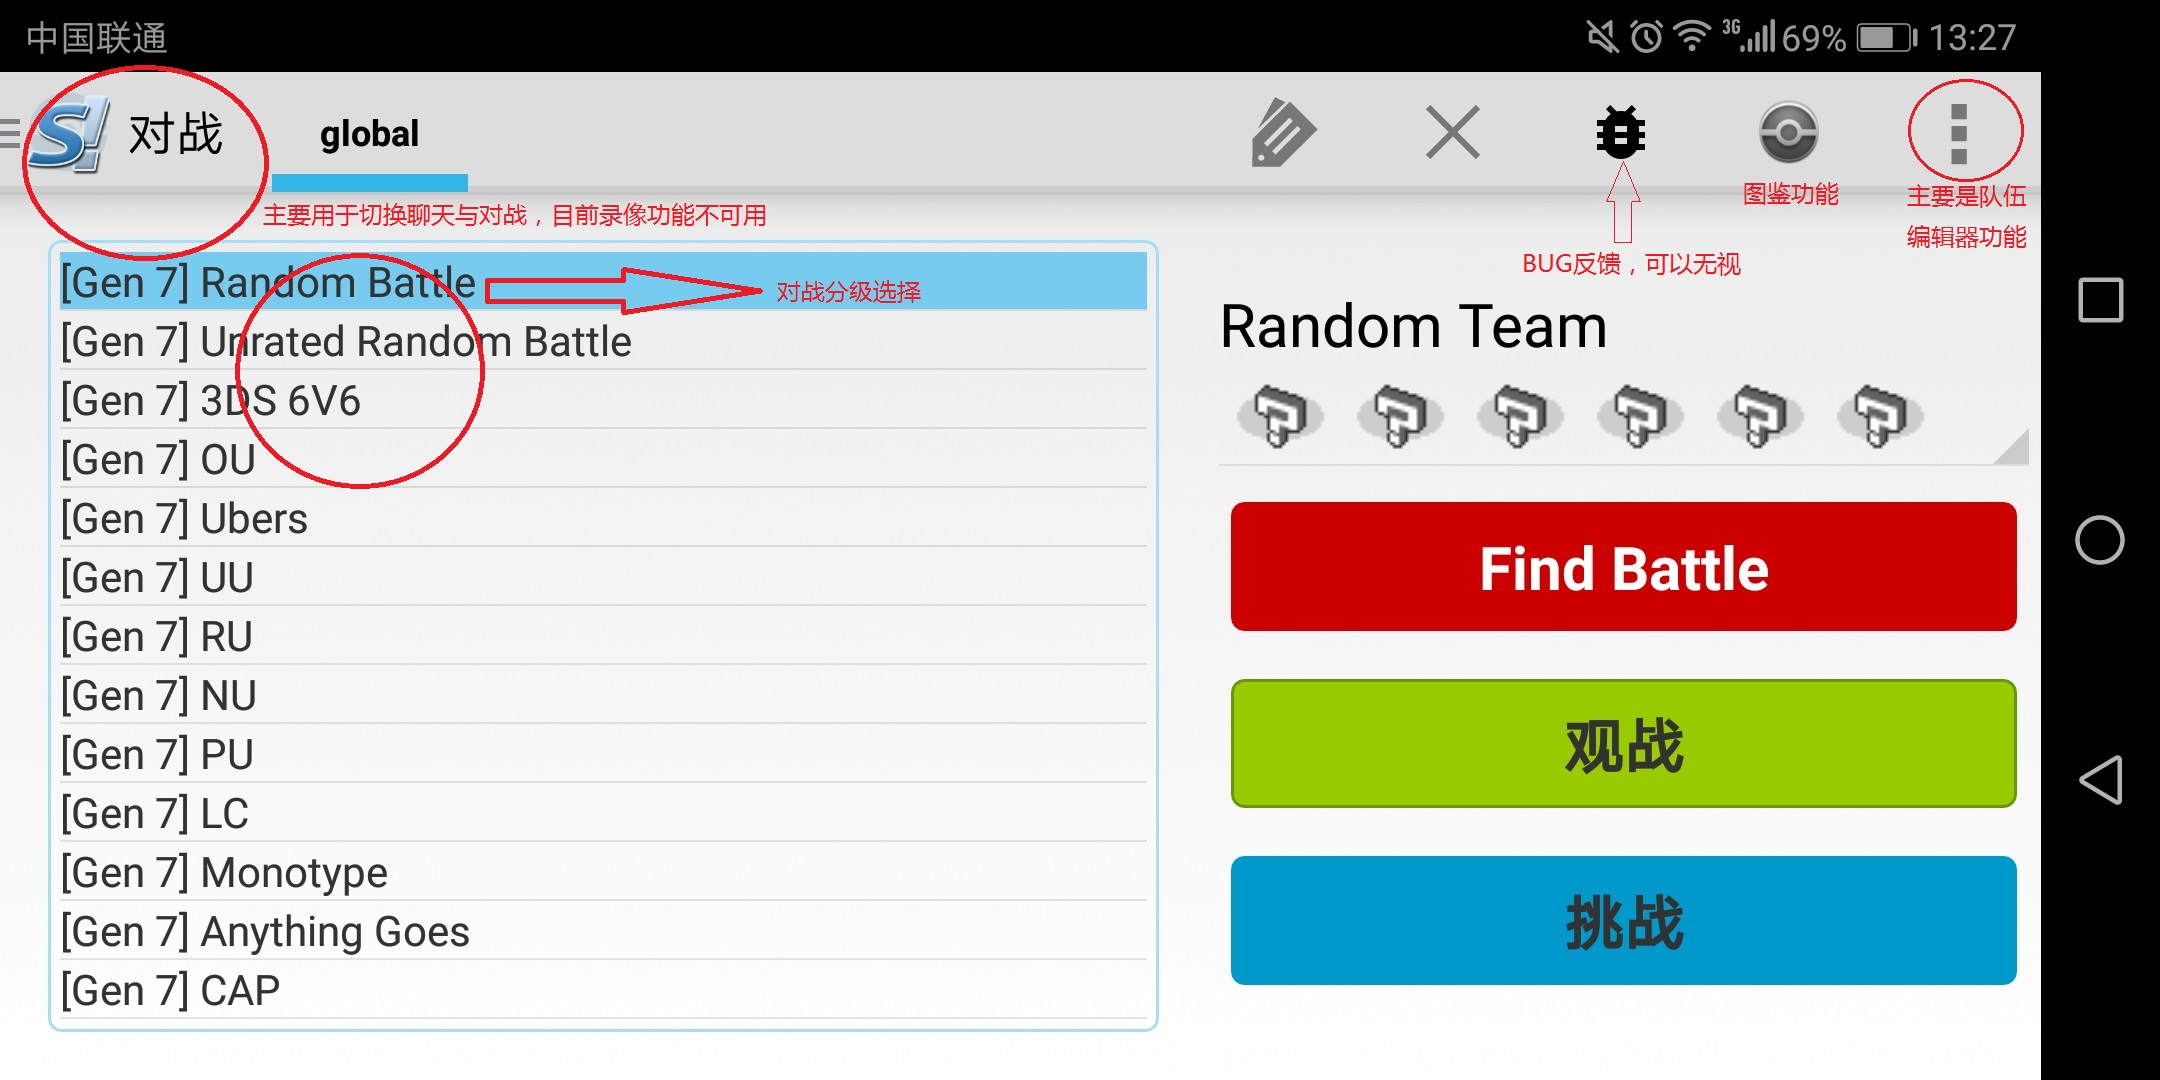 中国联通
3G 69% 13:27
S! 对战
global
主要用于切换聊天与对战，目前录像功能不可用
BUG反馈，可以无视
图鉴功能
主要是队伍
编辑器功能
[Gen 7] Random Battle
对战分级选择
[Gen 7] Unrated Random Battle
[Gen 7] 3DS 6V6
[Gen 7] OU
[Gen 7] Ubers
[Gen 7] UU
[Gen 7] RU
[Gen 7] NU
[Gen 7] PU
[Gen 7] LC
[Gen 7] Monotype
[Gen 7] Anything Goes
[Gen 7] CAP
Random Team
? ? ? ? ? ?
Find Battle
观战
挑战